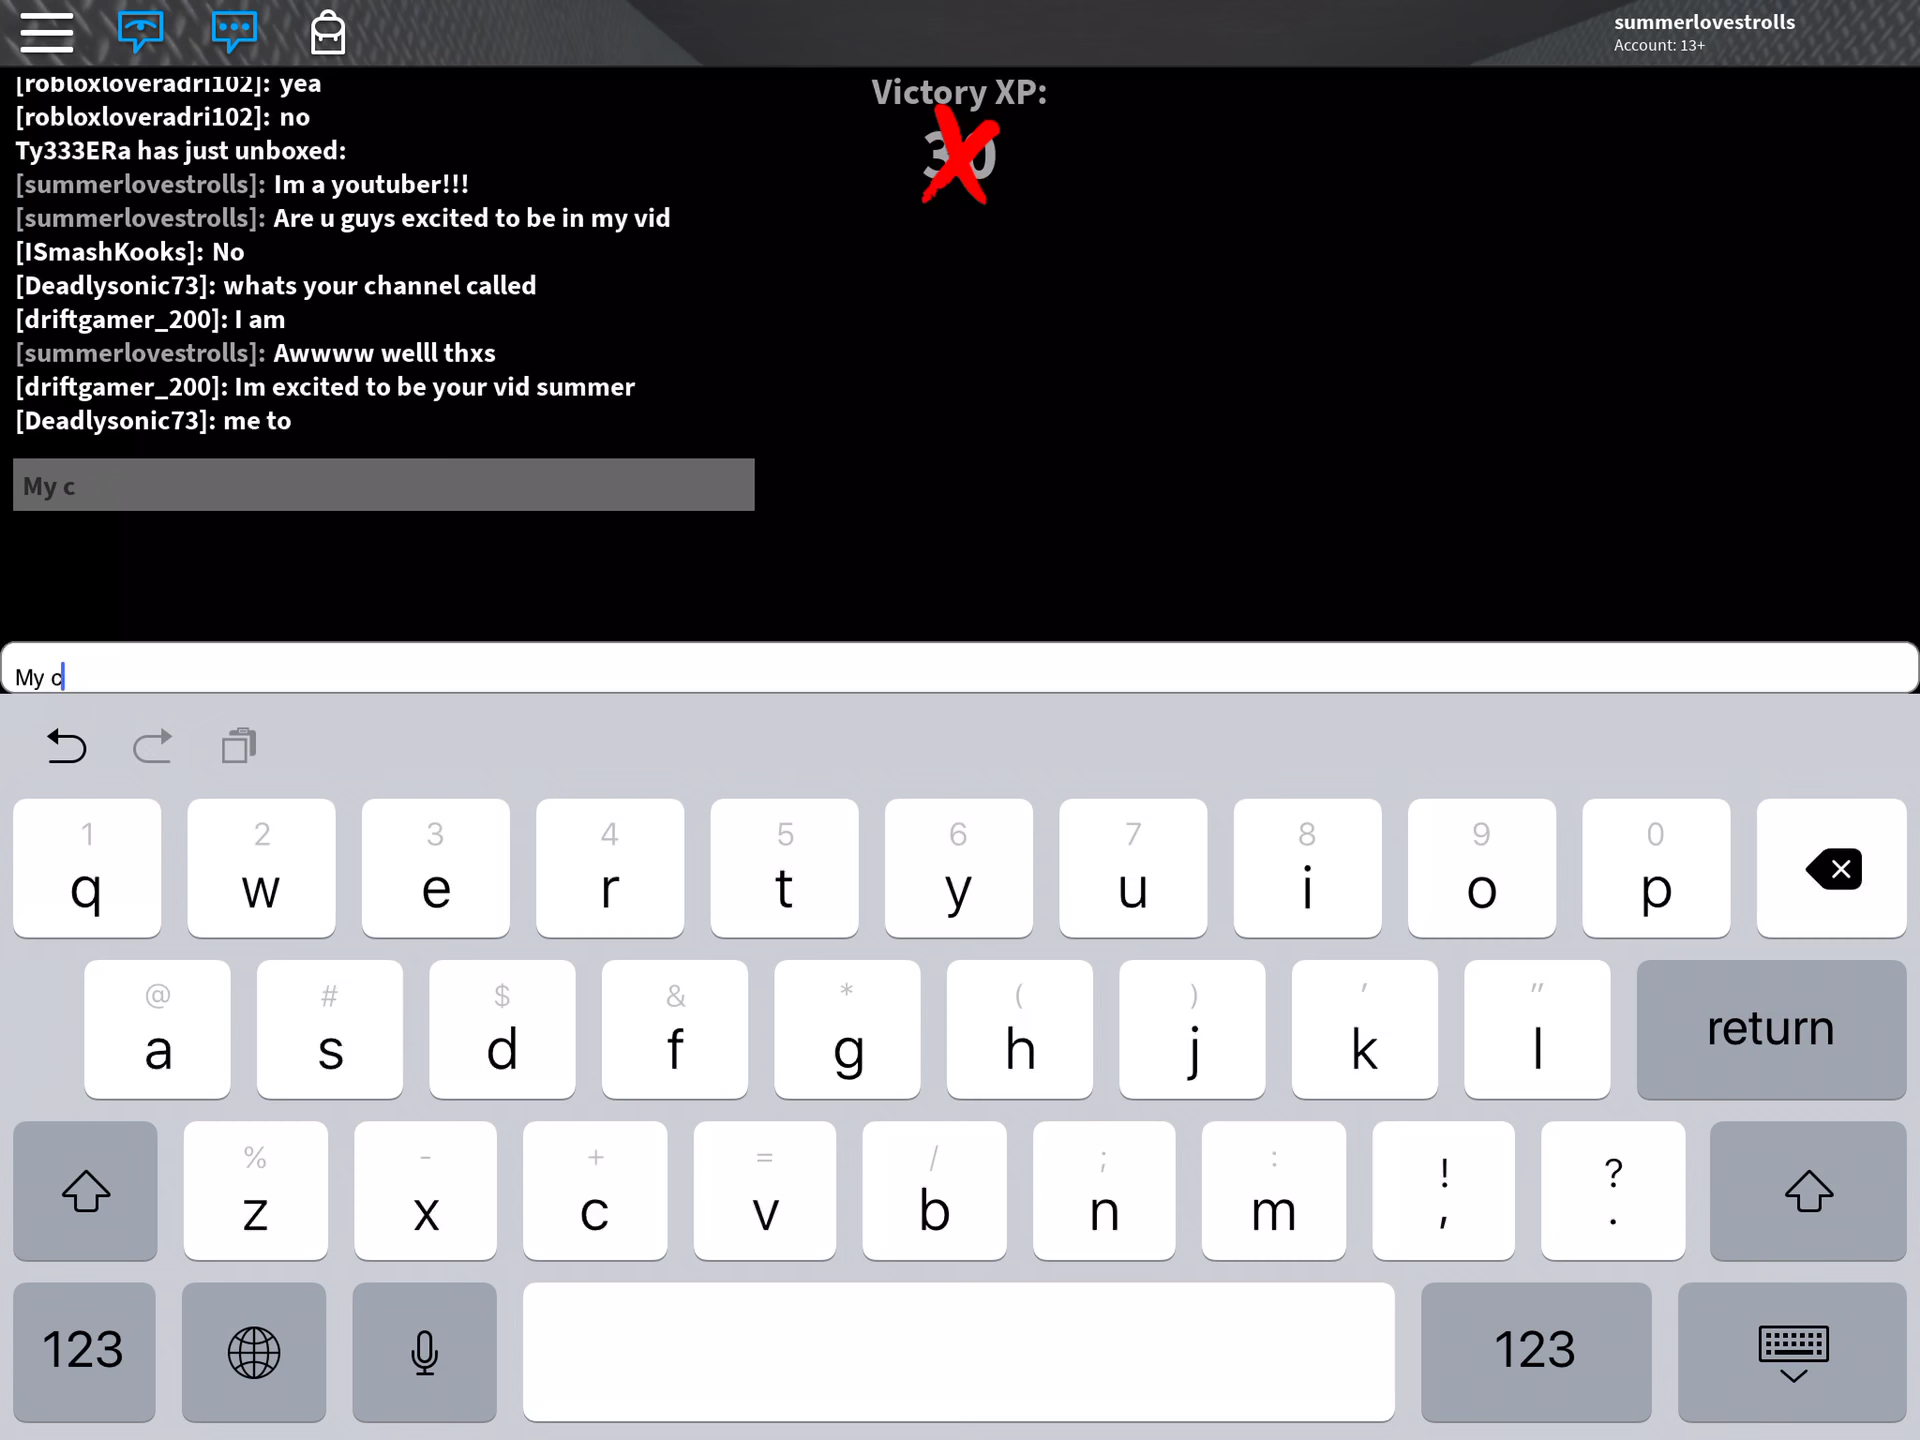 summerlovestrolls
Account: 13+
[robloxloveradri102]: yea
[robloxloveradri102]: no
Ty333ERa has just unboxed:
[summerlovestrolls]: Im a youtuber!!!
[summerlovestrolls]: Are u guys excited to be in my vid
[ISmashKooks]: No
[Deadlysonic73]: whats your channel called
[driftgamer_200]: I am
[summerlovestrolls]: Awwww welll thxs
[driftgamer_200]: Im excited to be your vid summer
[Deadlysonic73]: me to
My c
Victory XP:
30
My c
1 2 3 4 5 6 7 8 9 0
q w e r t y u i o p
@ # $ & * ( ) ' "
a s d f g h j k l return
% - + = / ; : ! ?
z x c v b n m , .
123 123